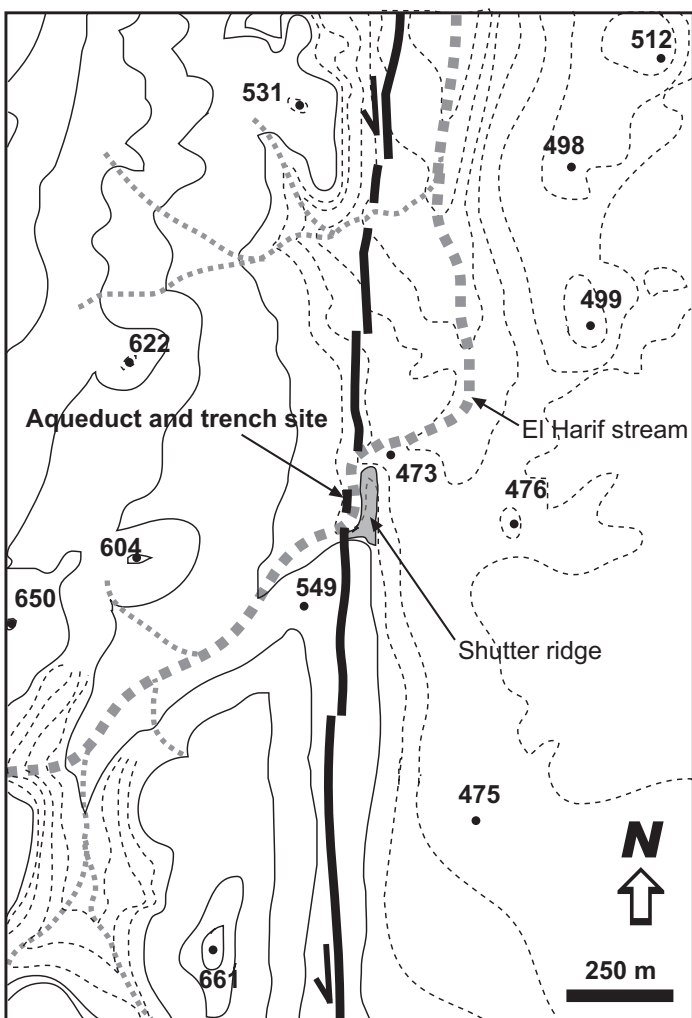 512
531
498
499
622
Aqueduct and trench site
El Harif stream
473
476
604
549
650
Shutter ridge
475
N
661
250 m